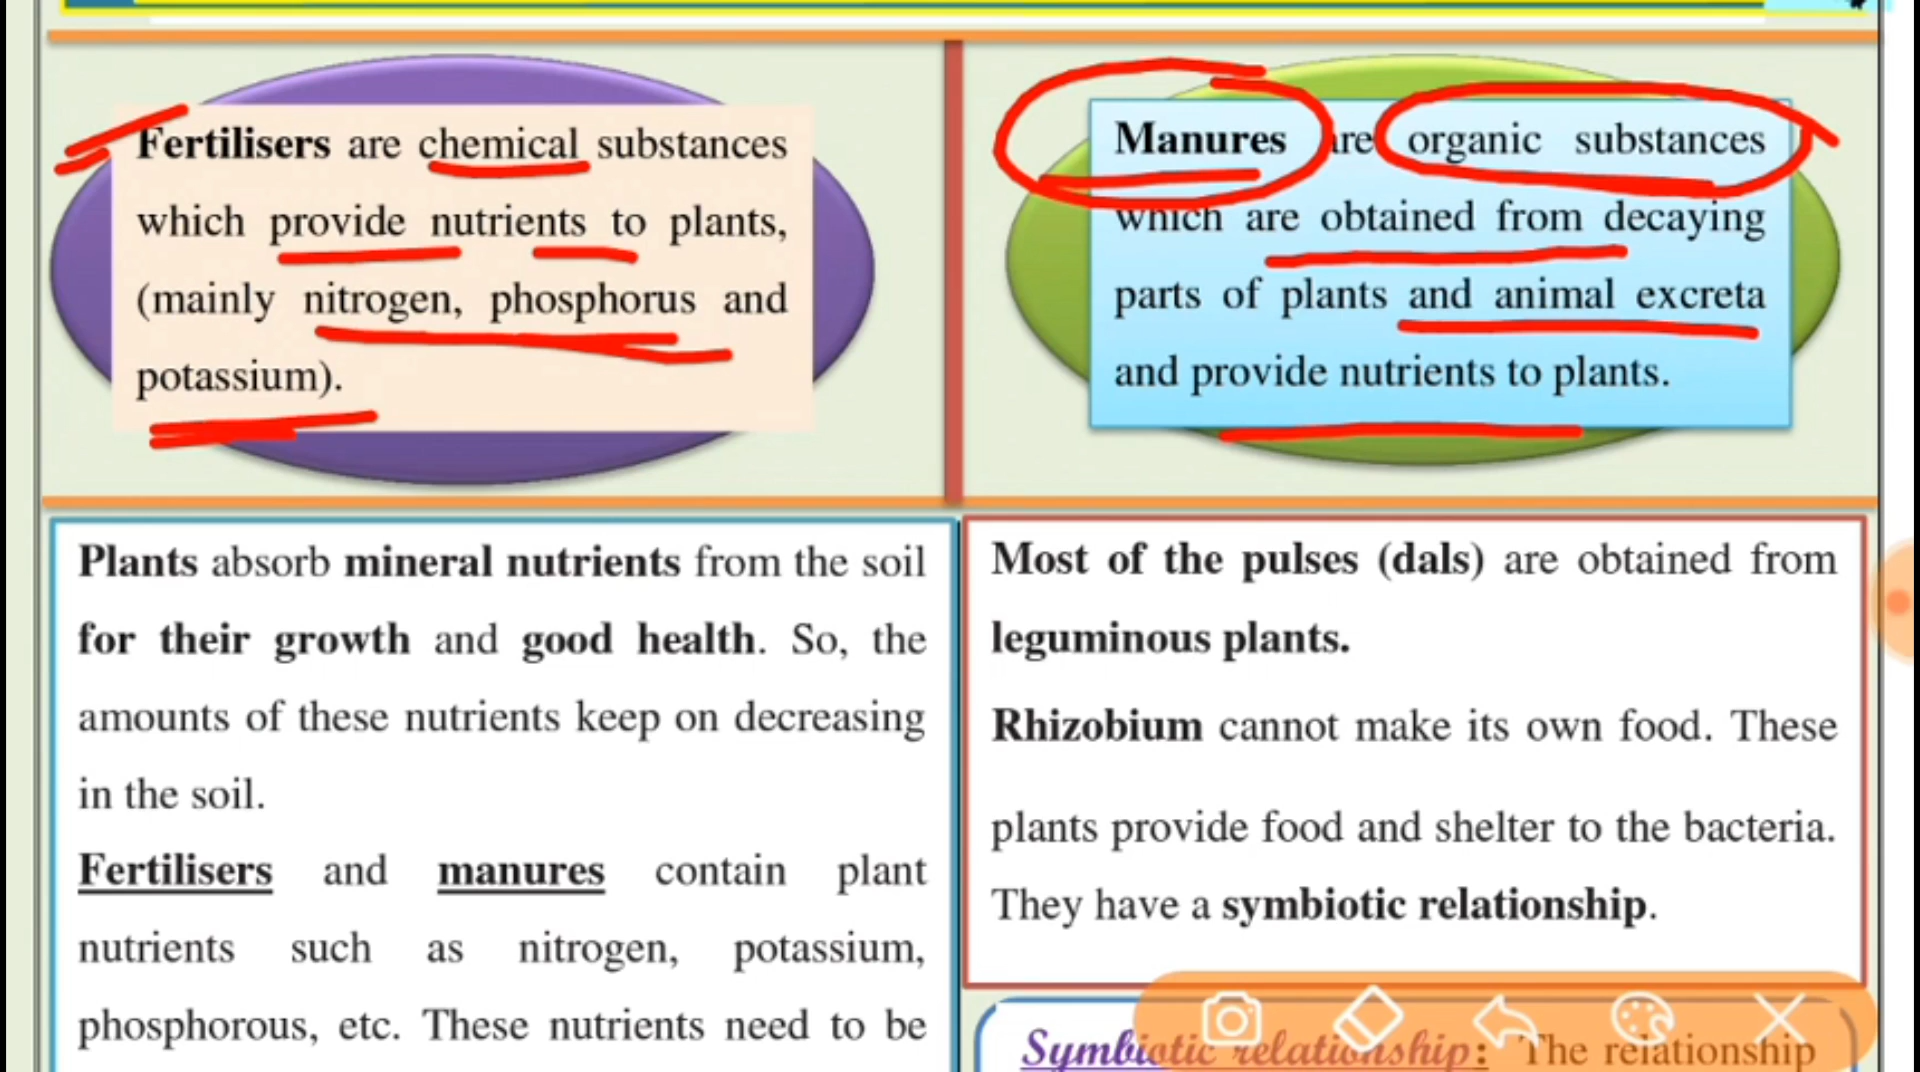 Fertilisers are chemical substances
which provide nutrients to plants,
(mainly nitrogen, phosphorus and
potassium).
Manures are organic substances
which are obtained from decaying
parts of plants and animal excreta
and provide nutrients to plants.
Plants absorb mineral nutrients from the soil
for their growth and good health. So, the
amounts of these nutrients keep on decreasing
in the soil.
Fertilisers and manures contain plant
nutrients such as nitrogen, potassium,
phosphorous, etc. These nutrients need to be
Most of the pulses (dals) are obtained from
leguminous plants.
Rhizobium cannot make its own food. These
plants provide food and shelter to the bacteria.
They have a symbiotic relationship.
Symbiotic relationship: The relationship